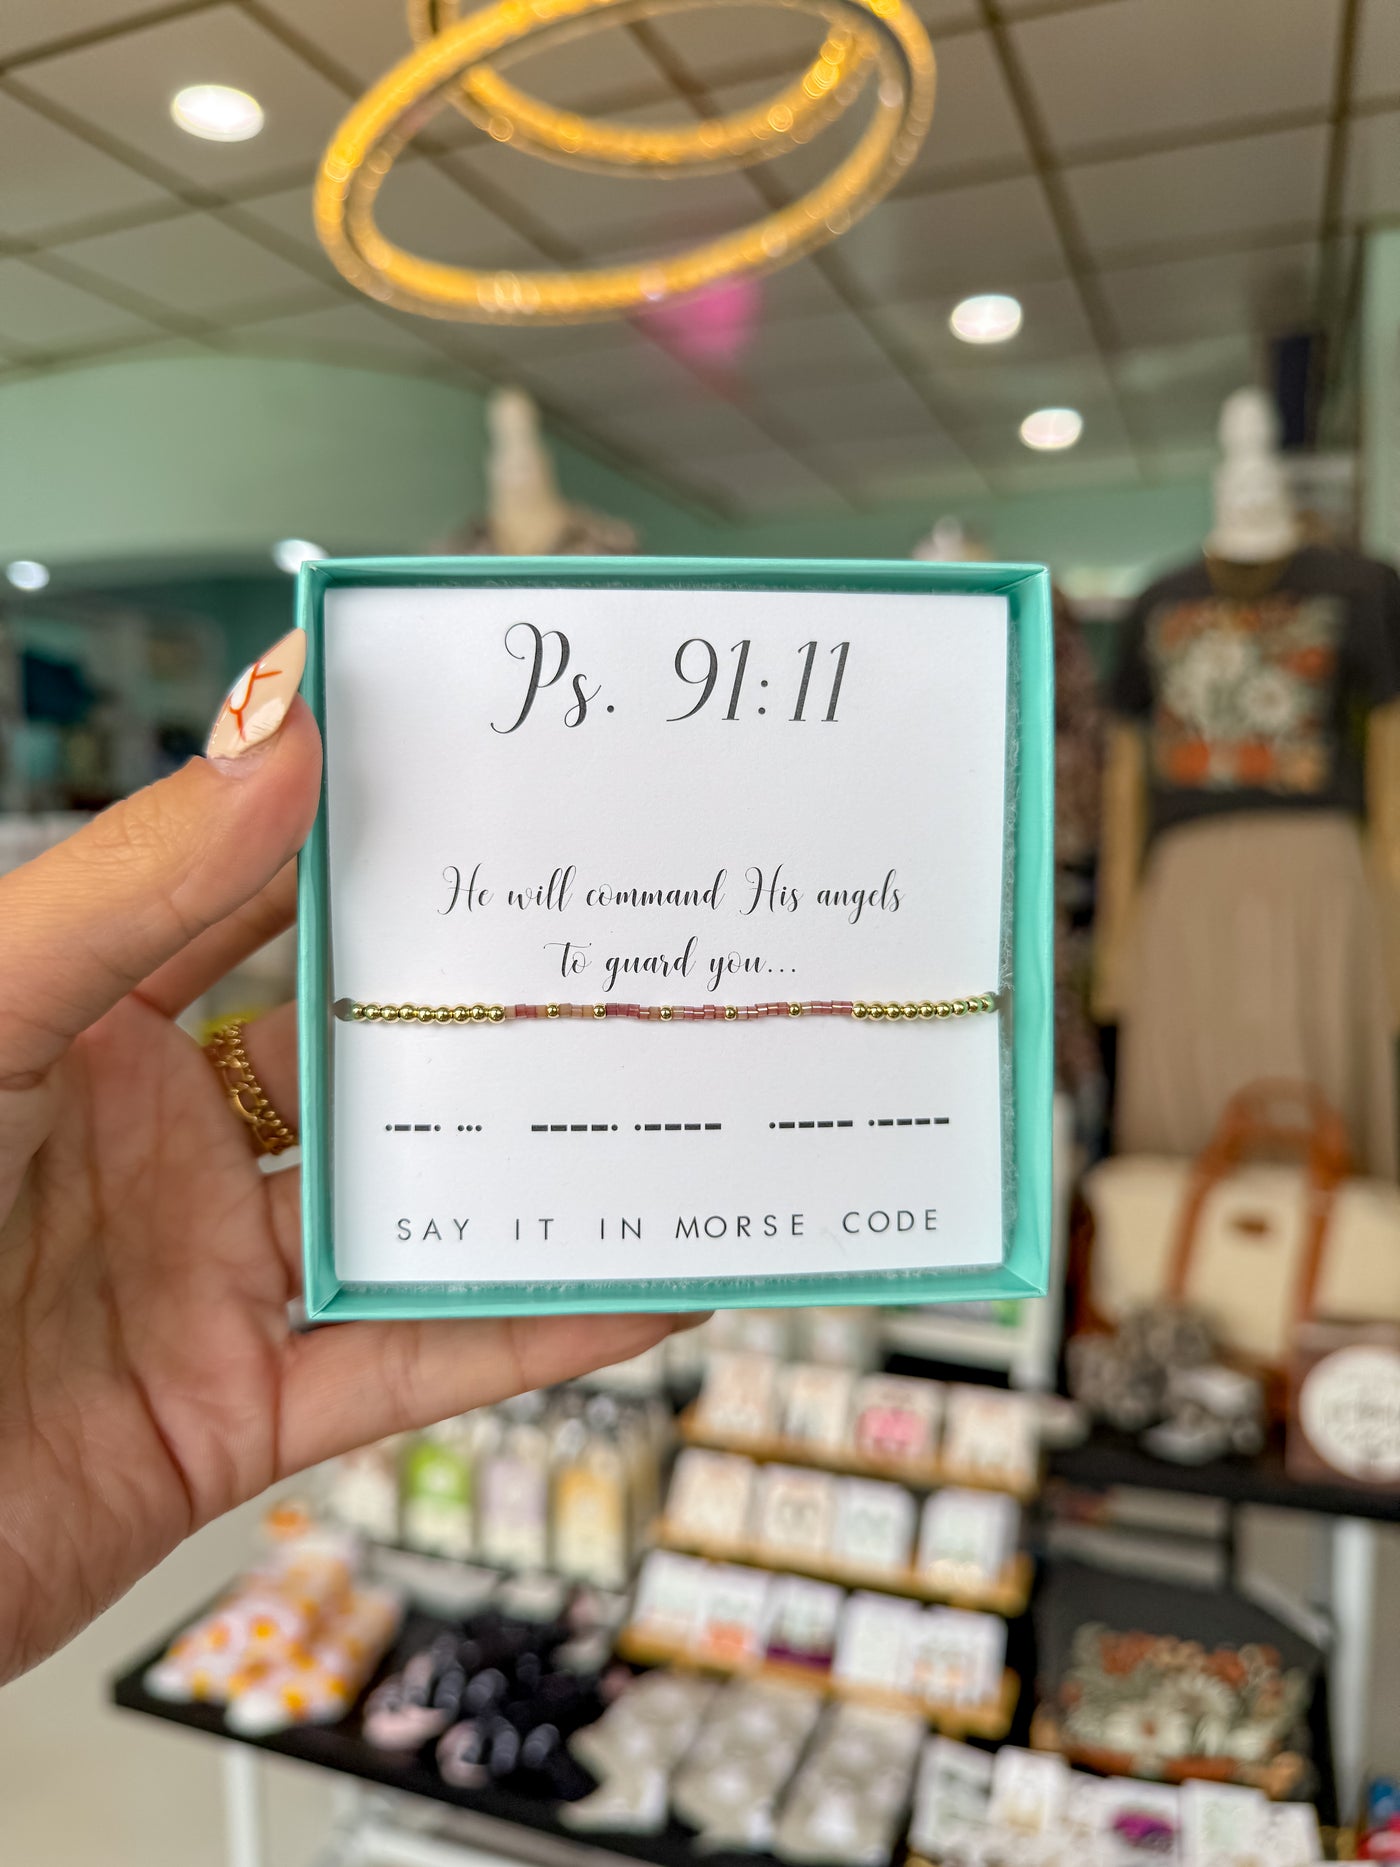 Ps. 91:11
He will command His angels
to guard you...
·--· ··· ----· ·---- ·---- ·----
SAY IT IN MORSE CODE